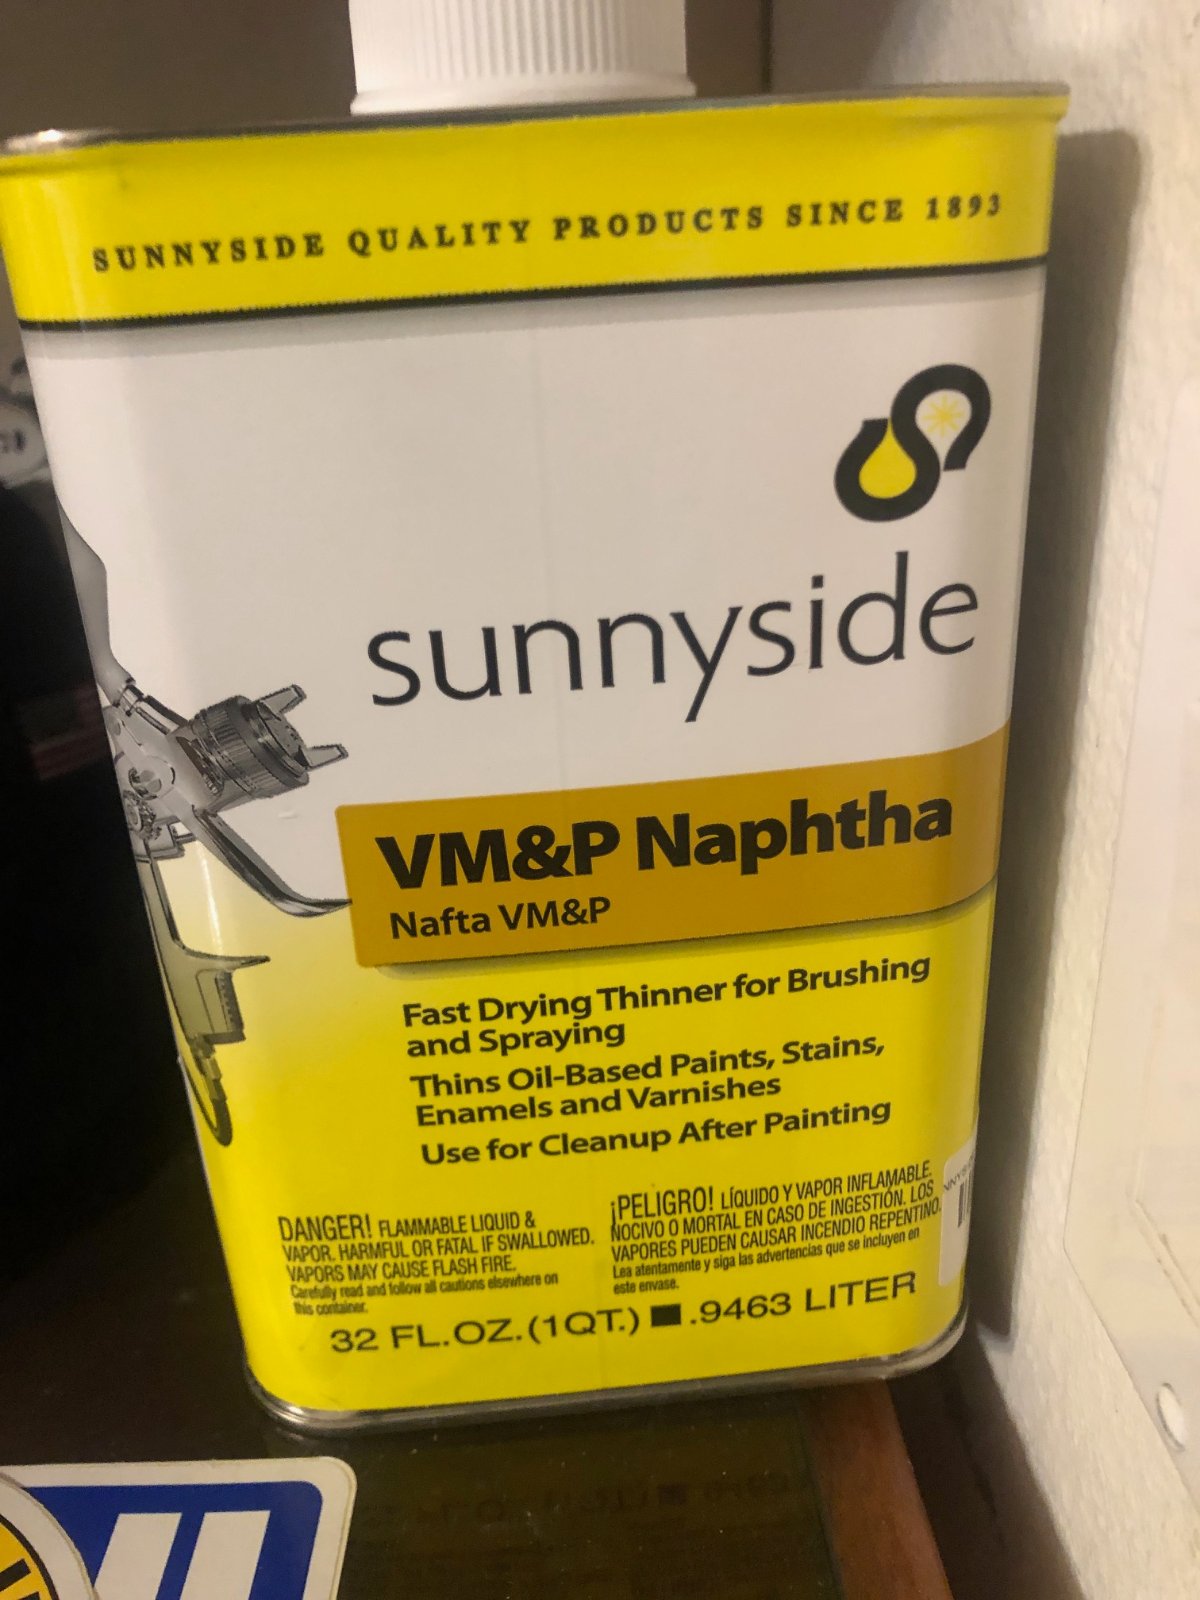 SUNNYSIDE QUALITY PRODUCTS SINCE 1893
sunnyside
VM&P Naphtha
Nafta VM&P
Fast Drying Thinner for Brushing
and Spraying
Thins Oil-Based Paints, Stains,
Enamels and Varnishes
Use for Cleanup After Painting
DANGER! FLAMMABLE LIQUID &
VAPOR. HARMFUL OR FATAL IF SWALLOWED.
VAPORS MAY CAUSE FLASH FIRE.
Carefully read and follow all cautions elsewhere on
this container.
¡PELIGRO! LÍQUIDO Y VAPOR INFLAMABLE.
NOCIVO O MORTAL EN CASO DE INGESTIÓN. LOS
VAPORES PUEDEN CAUSAR INCENDIO REPENTINO.
Lea atentamente y siga las advertencias que se incluyen en
este envase.
32 FL.OZ.(1QT.) ■ .9463 LITER